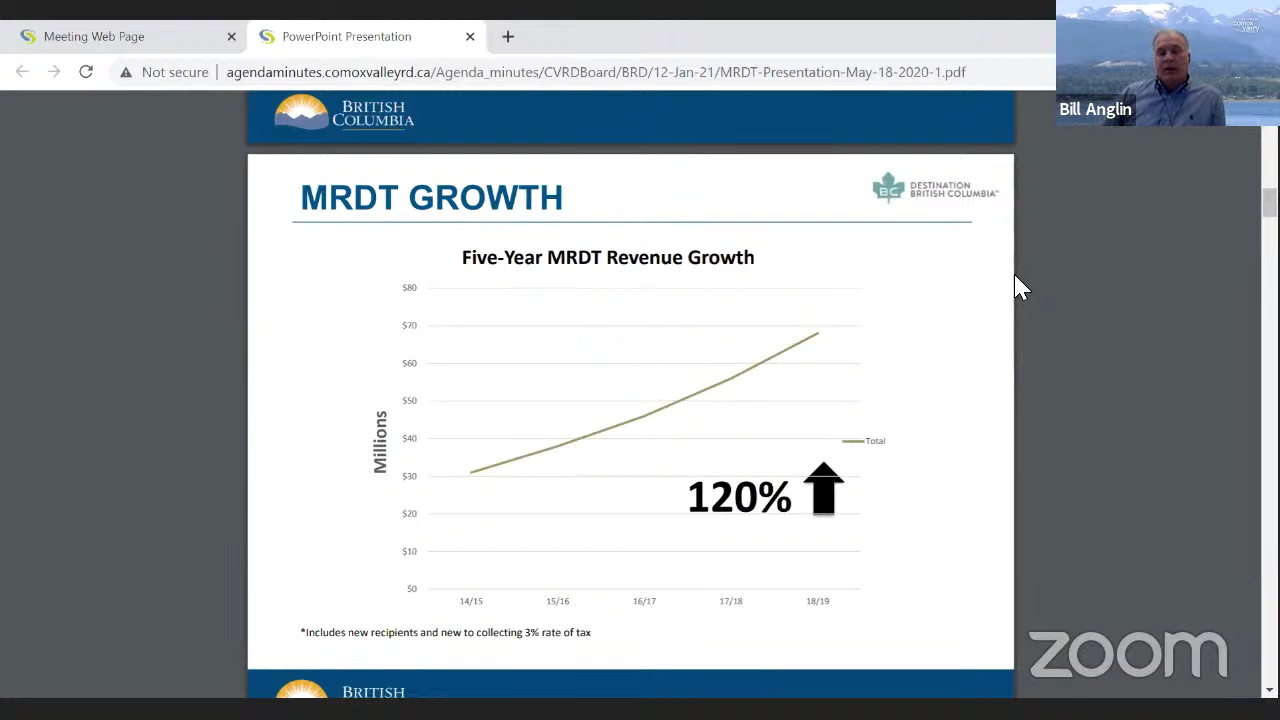 Meeting Web Page
PowerPoint Presentation
Not secure
agendaminutes.comoxvalleyrd.ca/Agenda_minutes/CVRDBoard/BRD/12-Jan-21/MRDT-Presentation-May-18-2020-1.pdf
comox valley
Bill Anglin
BRITISH
COLUMBIA
MRDT GROWTH
BC
DESTINATION
BRITISH COLUMBIA
Five-Year MRDT Revenue Growth
$80
$70
$60
$50
$40
$30
$20
$10
$0
Millions
Total
120%
14/15 15/16 16/17 17/18 18/19
*Includes new recipients and new to collecting 3% rate of tax
zoom
BRITISH